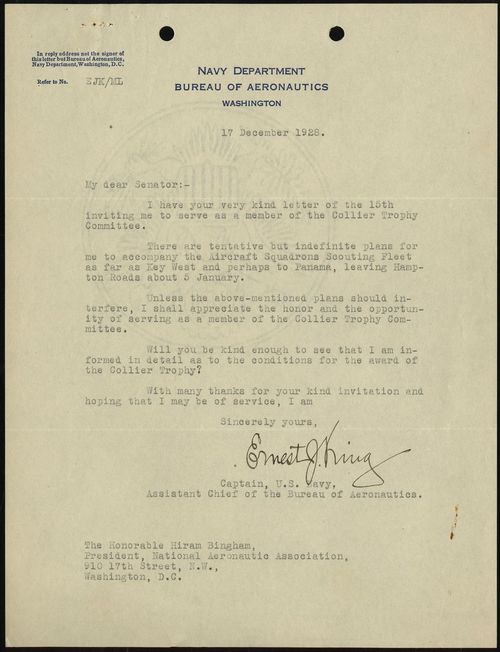 In reply address not the signer of
this letter but Bureau of Aeronautics,
Navy Department, Washington, D.C.
Refer to No. EJK/ML
NAVY DEPARTMENT
BUREAU OF AERONAUTICS
WASHINGTON
17 December 1928.
My dear Senator:-
I have your very kind letter of the 15th
inviting me to serve as a member of the Collier Trophy
Committee.
There are tentative but indefinite plans for
me to accompany the Aircraft Squadrons Scouting Fleet
as far as Key West and perhaps to Panama, leaving Hamp-
ton Roads about 5 January.
Unless the above-mentioned plans should in-
terfere, I shall appreciate the honor and the opportun-
ity of serving as a member of the Collier Trophy Com-
mittee.
Will you be kind enough to see that I am in-
formed in detail as to the conditions for the award of
the Collier Trophy?
With many thanks for your kind invitation and
hoping that I may be of service, I am
Sincerely yours,
Ernest J. King
Captain, U.S. Navy,
Assistant Chief of the Bureau of Aeronautics.
The Honorable Hiram Bingham,
President, National Aeronautic Association,
910 17th Street, N.W.,
Washington, D.C.